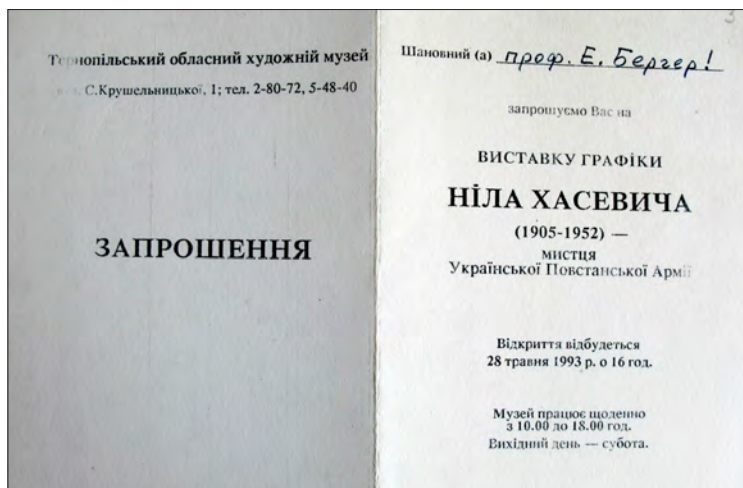 Тернопільський обласний художній музей
С.Крушельницької, 1; тел. 2-80-72, 5-48-40
ЗАПРОШЕННЯ
3
Шановний (а) проф. Е. Бергер!
запрошуємо Вас на
ВИСТАВКУ ГРАФІКИ
НІЛА ХАСЕВИЧА
(1905-1952) —
мистця
Української Повстанської Армії
Відкриття відбудеться
28 травня 1993 р. о 16 год.
Музей працює щоденно
з 10.00 до 18.00 год.
Вихідний день — субота.